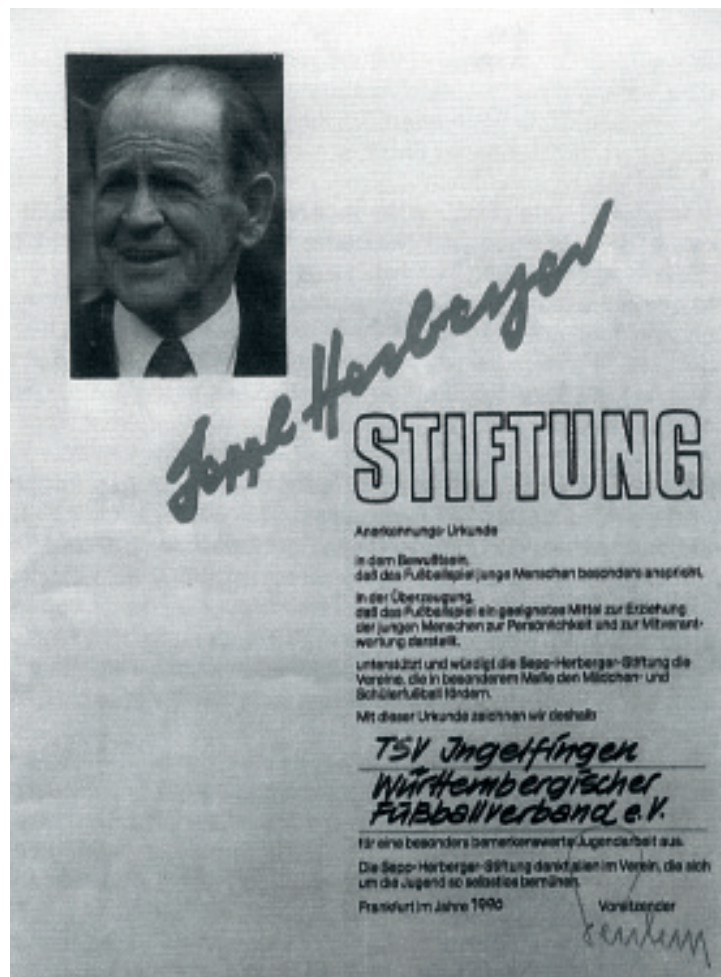 Seppl Herberger
STIFTUNG
Anerkennungs-Urkunde
In dem Bewußtsein,
daß das Fußballspiel junge Menschen besonders anspricht,
in der Überzeugung,
daß das Fußballspiel ein geeignetes Mittel zur Erziehung
der jungen Menschen zur Persönlichkeit und zur Mitverant-
wortung darstellt,
unterstützt und würdigt die Sepp-Herberger-Stiftung die
Vereine, die in besonderem Maße den Mädchen- und
Schülerfußball fördern.
Mit dieser Urkunde zeichnen wir deshalb
TSV Ingelfingen
Württembergischer
Fußballverband e.V.
für eine besonders bemerkenswerte Jugendarbeit aus.
Die Sepp-Herberger-Stiftung dankt allen im Verein, die sich
um die Jugend so selbstlos bemühen.
Frankfurt im Jahre 1996 Vorsitzender